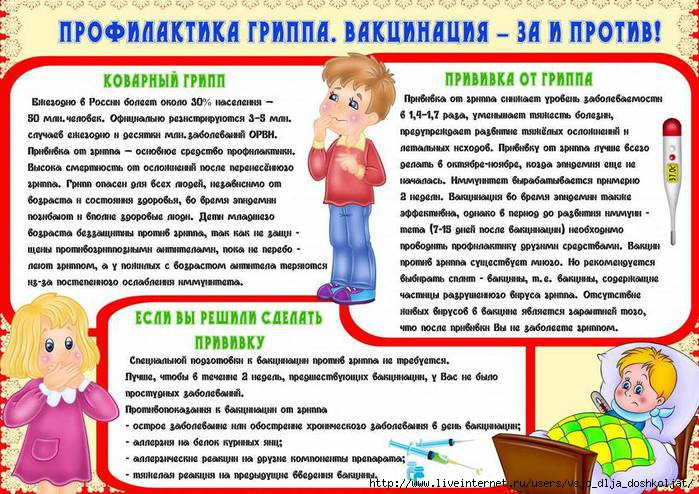 ПРОФИЛАКТИКА ГРИППА. ВАКЦИНАЦИЯ – ЗА И ПРОТИВ!
КОВАРНЫЙ ГРИПП
Ежегодно в России болеет около 30% населения –
50 млн.человек. Официально регистрируются 3-5 млн.
случаев ежегодно и десятки млн.заболеваний ОРВИ.
Прививка от гриппа – основное средство профилактики.
Высока смертность от осложнений после перенесённого
гриппа. Грипп опасен для всех людей, независимо от
возраста и состояния здоровья, во время эпидемии
погибают и вполне здоровые люди. Дети младшего
возраста беззащитны против гриппа, так как не защи -
щены противогриппозными антителами, пока не перебо -
леют гриппом, а у пожилых с возрастом антитела теряются
из-за постепенного ослабления иммунитета.
ПРИВИВКА ОТ ГРИППА
Прививка от гриппа снижает уровень заболеваемости
в 1,4-1,7 раза, уменьшает тяжесть болезни,
предупреждает развитие тяжёлых осложнений и
летальных исходов. Прививку от гриппа лучше всего
делать в октябре-ноябре, когда эпидемия еще не
началась. Иммунитет вырабатывается примерно
2 недели. Вакцинация во время эпидемии также
эффективна, однако в период до развития иммуни -
тета (7-15 дней после вакцинации) необходимо
проводить профилактику другими средствами. Вакцин
против гриппа существует много. Но рекомендуется
выбирать сплит - вакцины, т.е. вакцины, содержащие
частицы разрушенного вируса гриппа. Отсутствие
живых вирусов в вакцине является гарантией того,
что после прививки Вы не заболеете гриппом.
37.0c
ЕСЛИ ВЫ РЕШИЛИ СДЕЛАТЬ
ПРИВИВКУ
Специальной подготовки к вакцинации против гриппа не требуется.
Лучше, чтобы в течение 2 недель, предшествующих вакцинации, у Вас не было
простудных заболеваний.
Противопоказания к вакцинации от гриппа
- острое заболевание или обострение хронического заболевания в день вакцинации;
- аллергия на белок куриных яиц;
- аллергические реакции на другие компоненты препарата;
- тяжелая реакция на предыдущие введения вакцины.
http://www.liveinternet.ru/users/vsjo_dlja_doshkoljat/